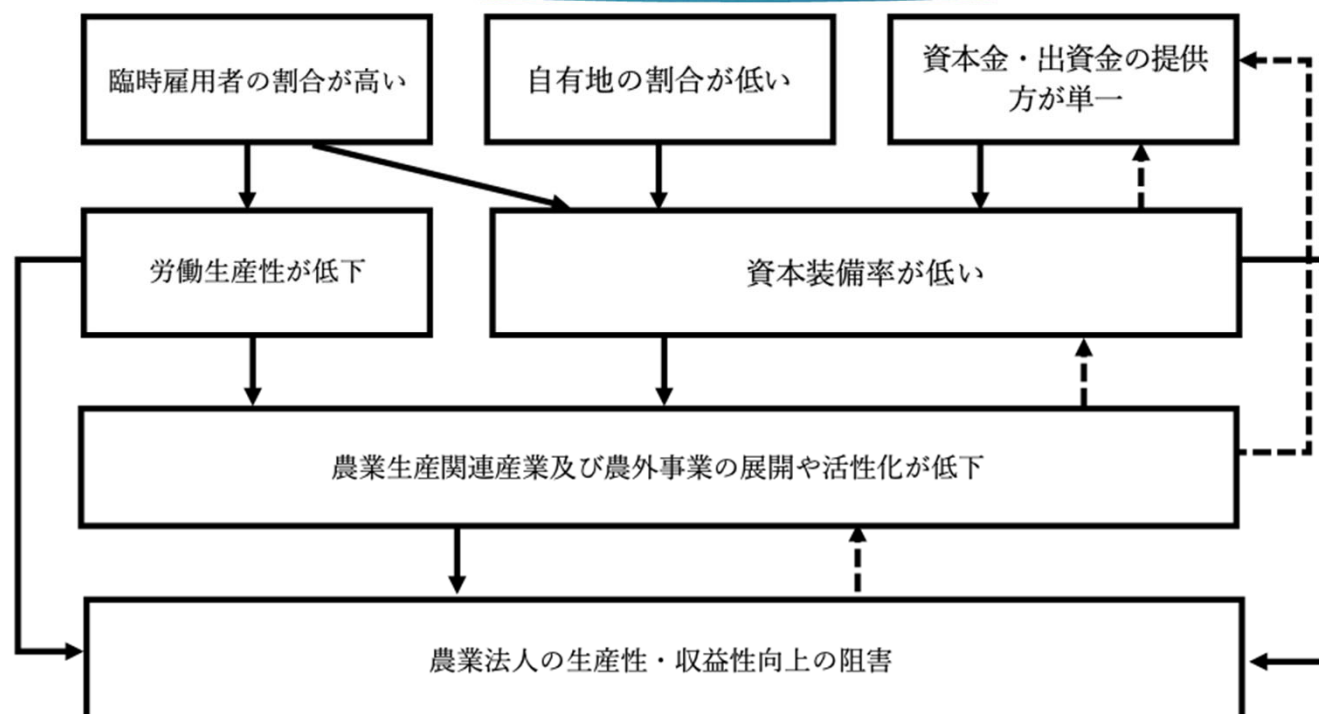 臨時雇用者の割合が高い
自有地の割合が低い
資本金・出資金の提供
方が単一
労働生産性が低下
資本装備率が低い
農業生産関連産業及び農外事業の展開や活性化が低下
農業法人の生産性・収益性向上の阻害